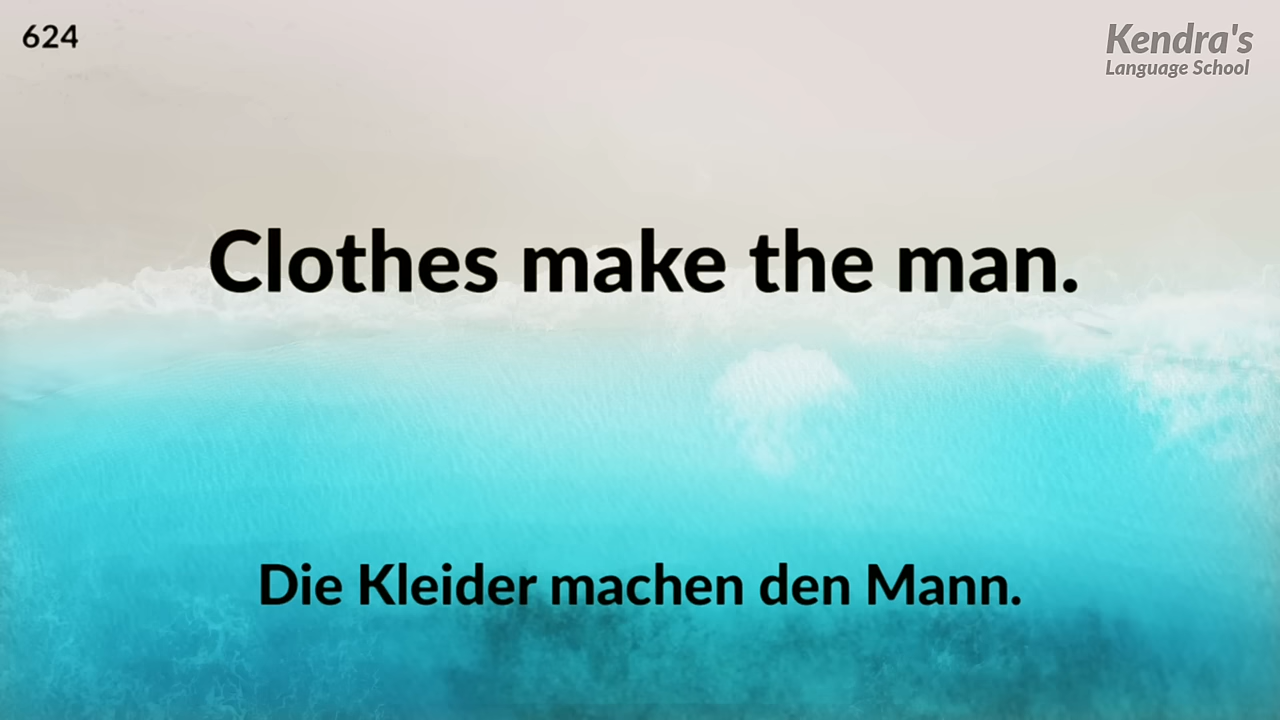 624
Kendra's
Language School
Clothes make the man.
Die Kleider machen den Mann.